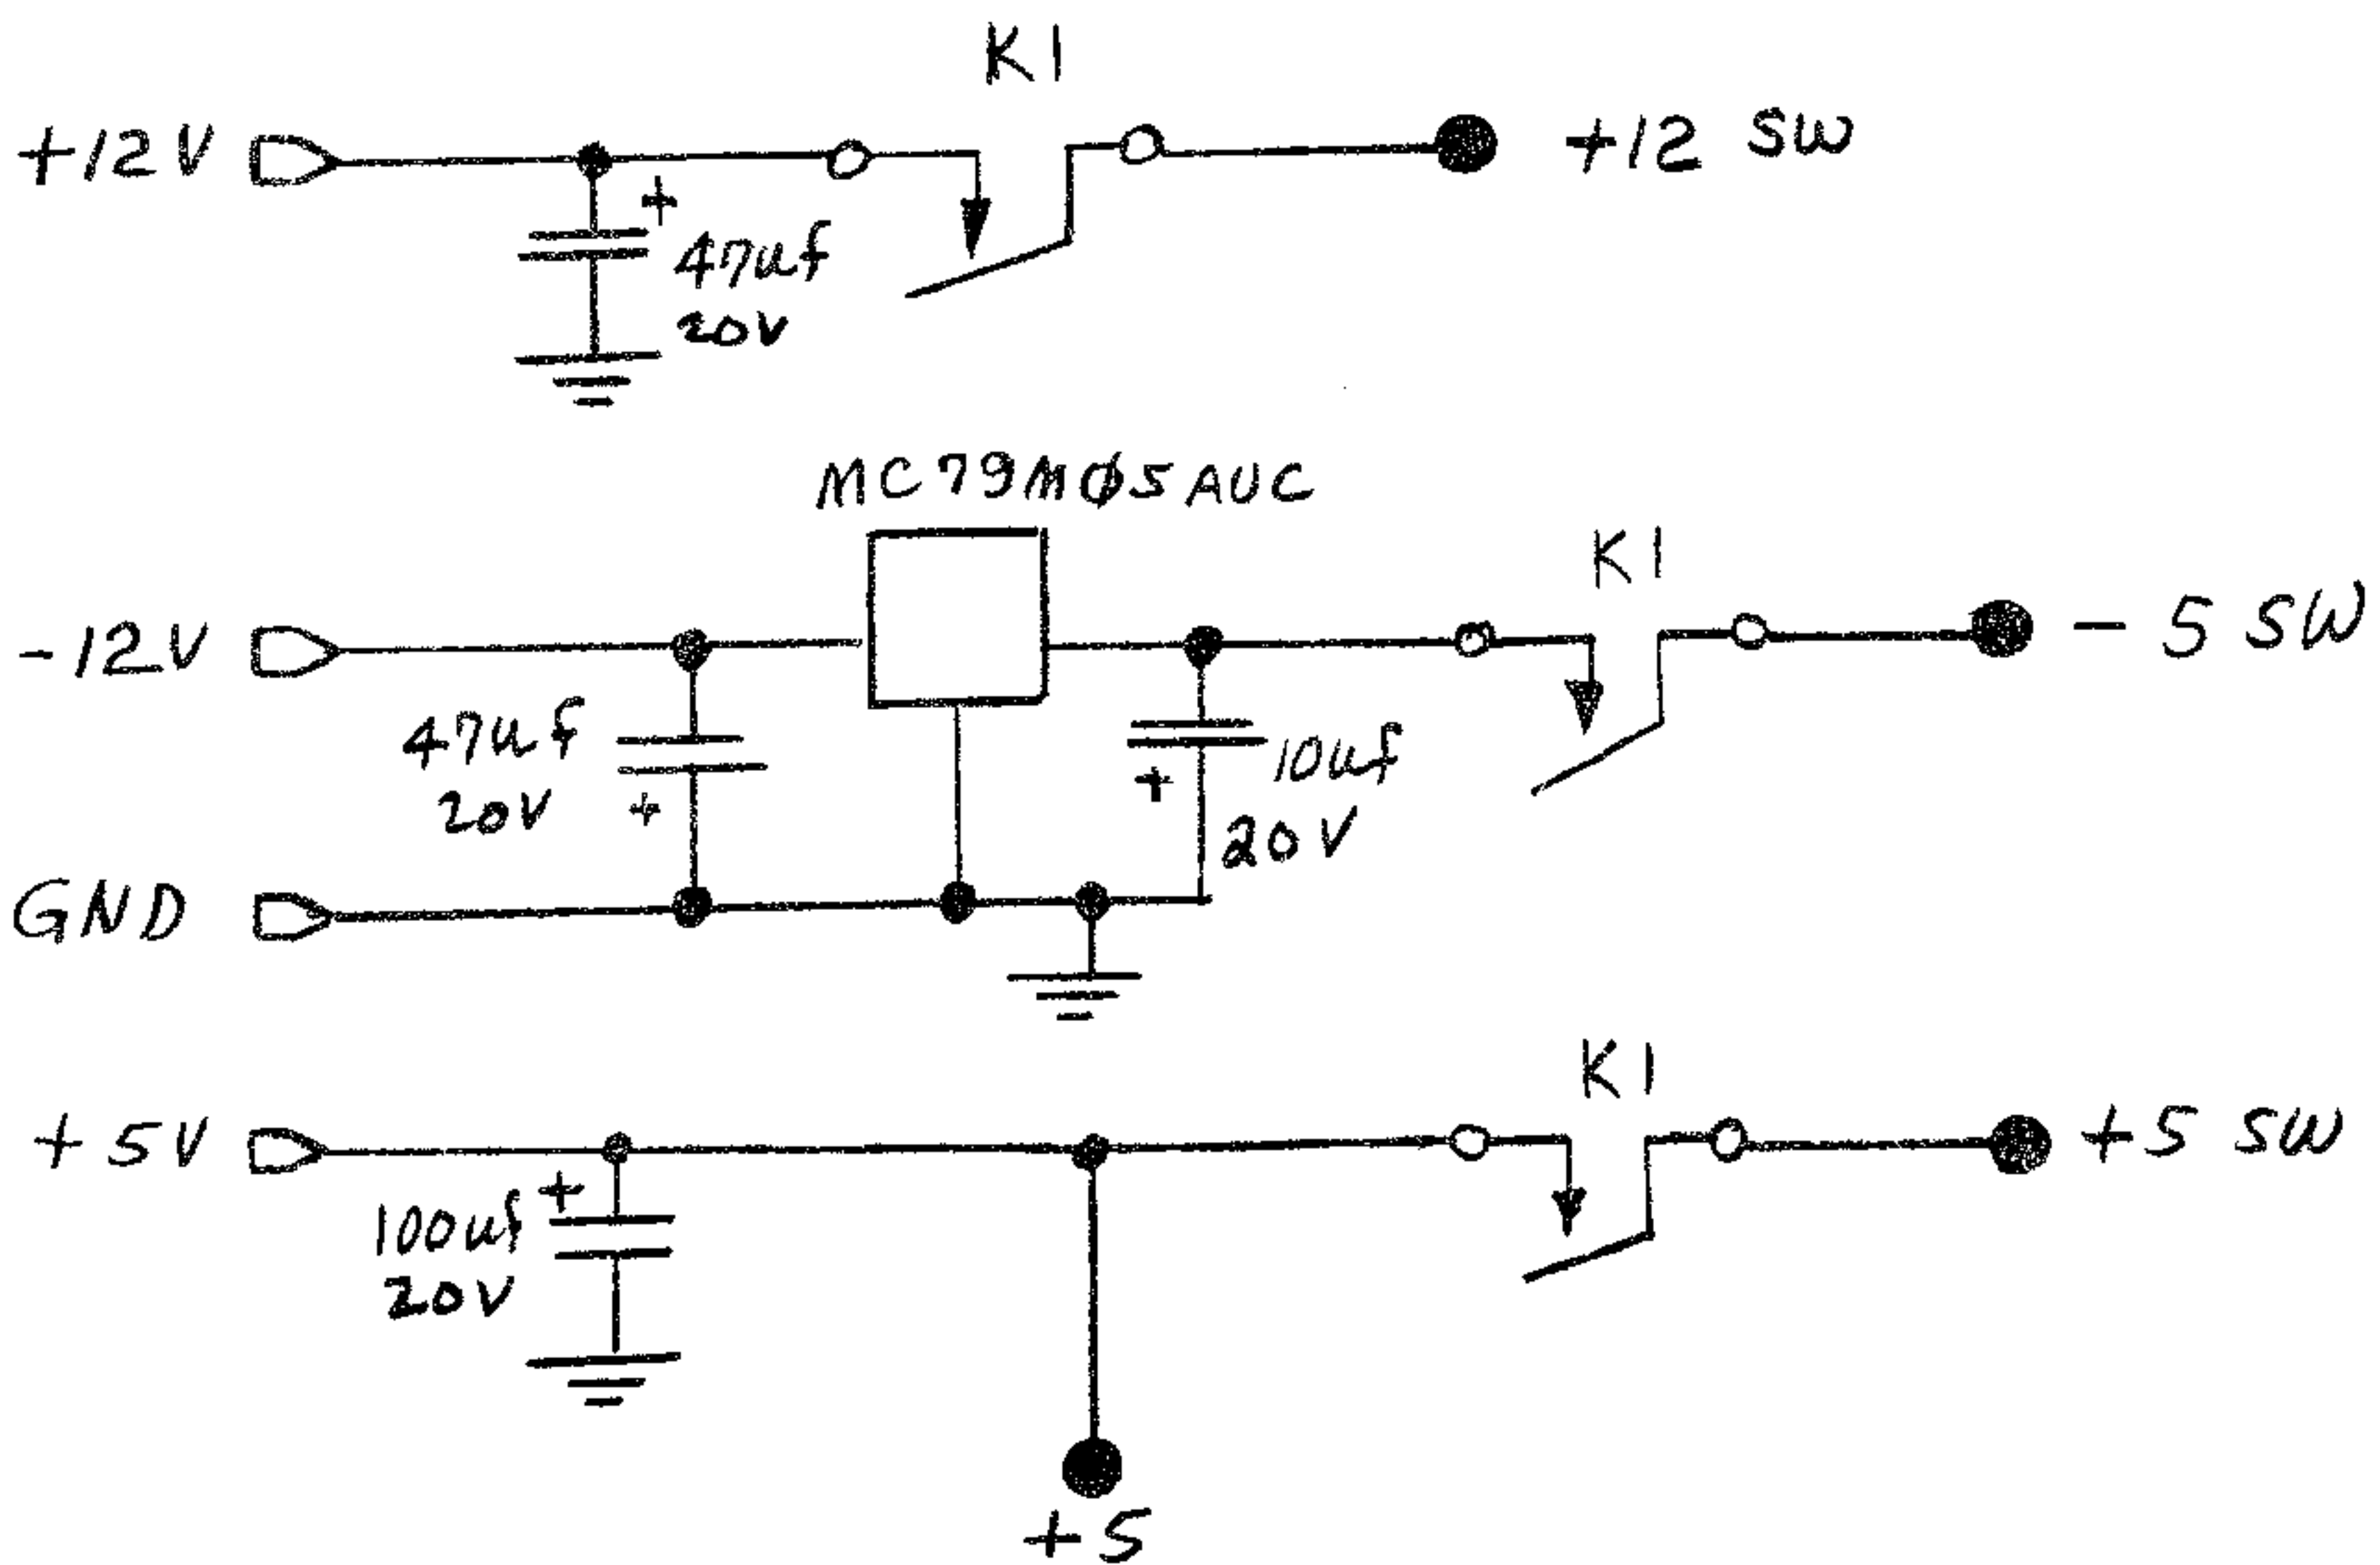 K1
+12V
+12 SW
+
47uf
20V
MC79MØ5AUC
K1
-12V
- 5 SW
47uf
20V
+
+
10uf
20V
GND
K1
+ 5V
+5 SW
+
100uf
20V
+5